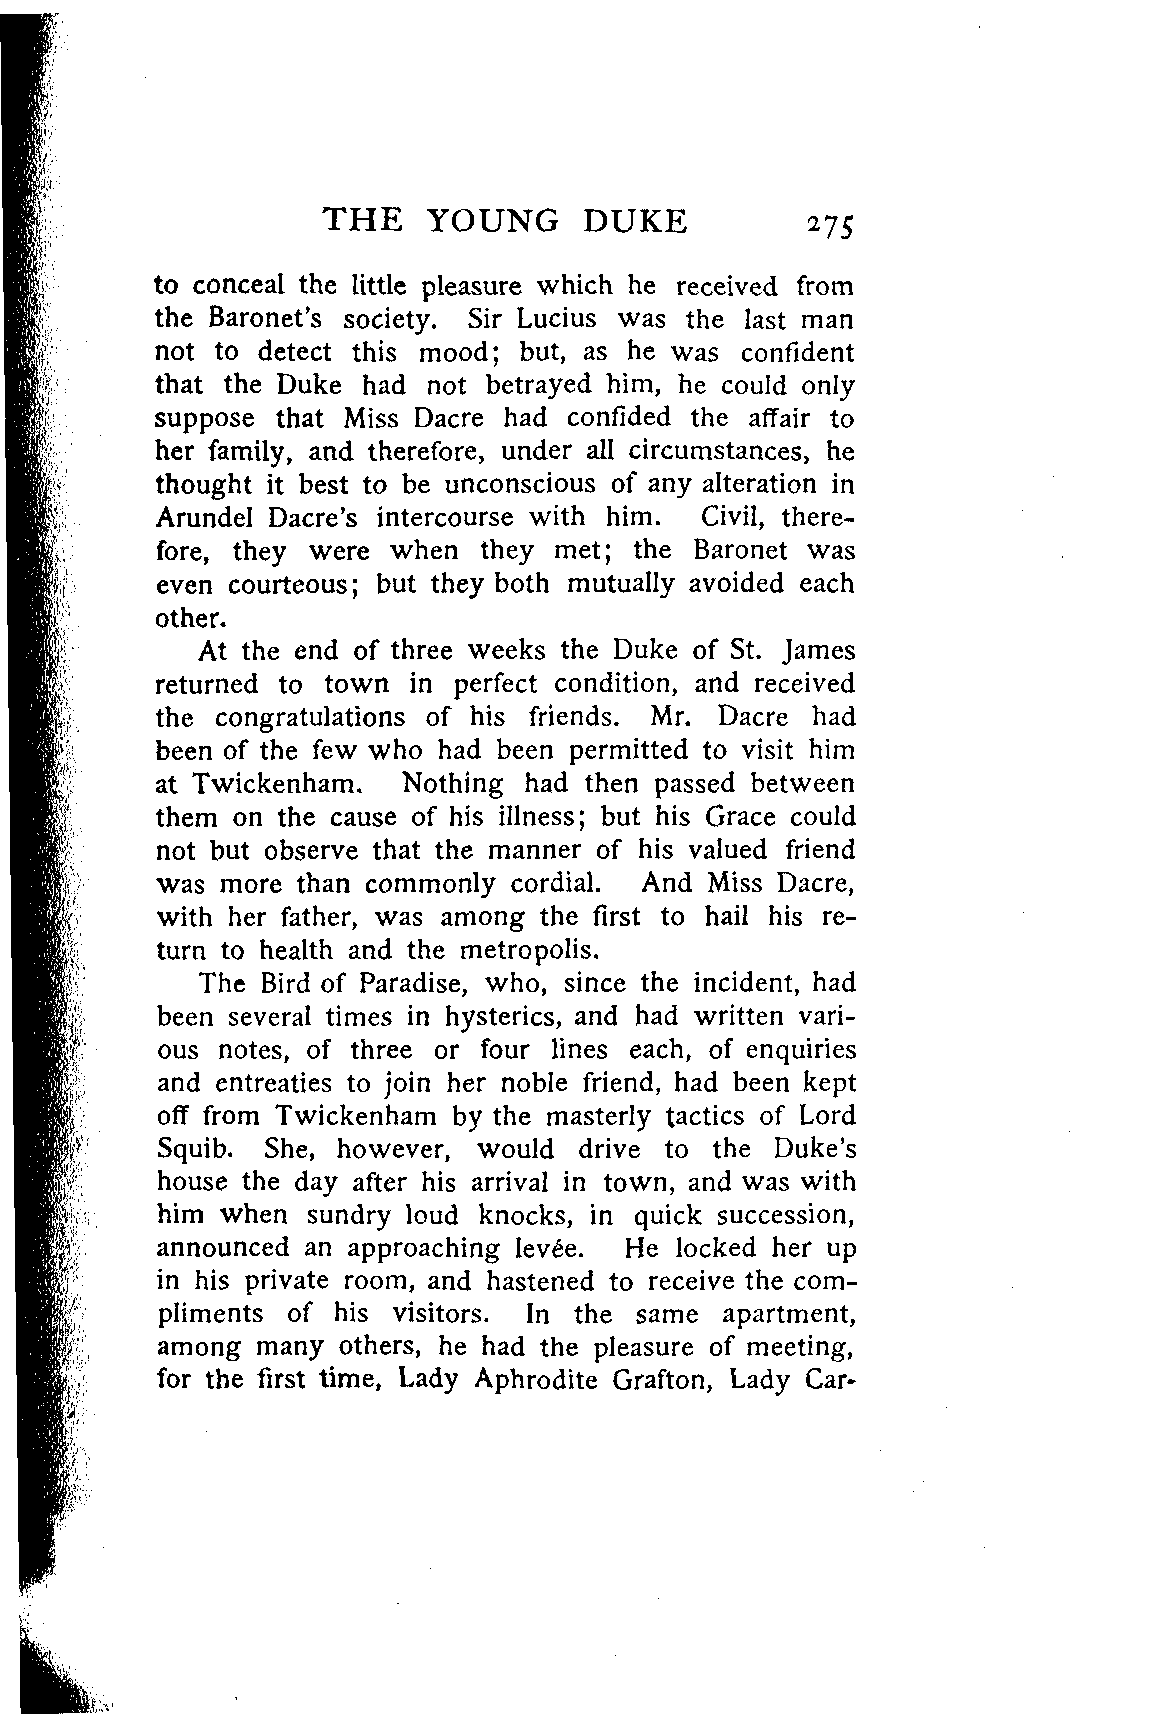 THE YOUNG DUKE 275
to conceal the little pleasure which he received from
the Baronet's society. Sir Lucius was the last man
not to detect this mood; but, as he was confident
that the Duke had not betrayed him, he could only
suppose that Miss Dacre had confided the affair to
her family, and therefore, under all circumstances, he
thought it best to be unconscious of any alteration in
Arundel Dacre's intercourse with him. Civil, there-
fore, they were when they met; the Baronet was
even courteous; but they both mutually avoided each
other.
At the end of three weeks the Duke of St. James
returned to town in perfect condition, and received
the congratulations of his friends. Mr. Dacre had
been of the few who had been permitted to visit him
at Twickenham. Nothing had then passed between
them on the cause of his illness; but his Grace could
not but observe that the manner of his valued friend
was more than commonly cordial. And Miss Dacre,
with her father, was among the first to hail his re-
turn to health and the metropolis.
The Bird of Paradise, who, since the incident, had
been several times in hysterics, and had written vari-
ous notes, of three or four lines each, of enquiries
and entreaties to join her noble friend, had been kept
off from Twickenham by the masterly tactics of Lord
Squib. She, however, would drive to the Duke's
house the day after his arrival in town, and was with
him when sundry loud knocks, in quick succession,
announced an approaching levée. He locked her up
in his private room, and hastened to receive the com-
pliments of his visitors. In the same apartment,
among many others, he had the pleasure of meeting,
for the first time, Lady Aphrodite Grafton, Lady Car-